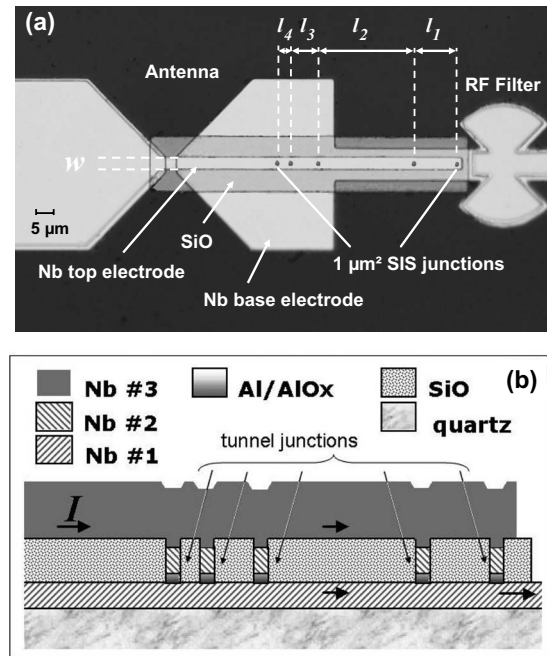 (a)
l4 l3 l2 l1
Antenna
RF Filter
w
5 µm
SiO
Nb top electrode
1 µm² SIS junctions
Nb base electrode
(b)
Nb #3
Al/AlOx
SiO
Nb #2
quartz
Nb #1
tunnel junctions
I